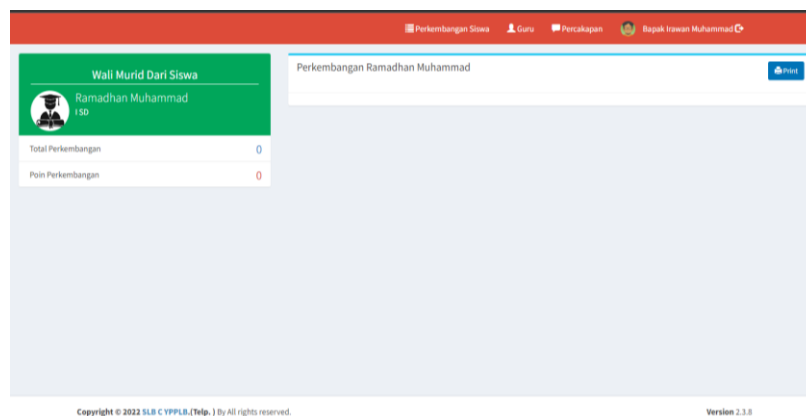 Perkembangan Siswa Guru Percakapan Bapak Irawan Muhammad
Wali Murid Dari Siswa
Ramadhan Muhammad
I SD
Total Perkembangan 0
Poin Perkembangan 0
Perkembangan Ramadhan Muhammad
Print
Copyright © 2022 SLB C YPPLB.(Telp. ) By All rights reserved.
Version 2.3.8